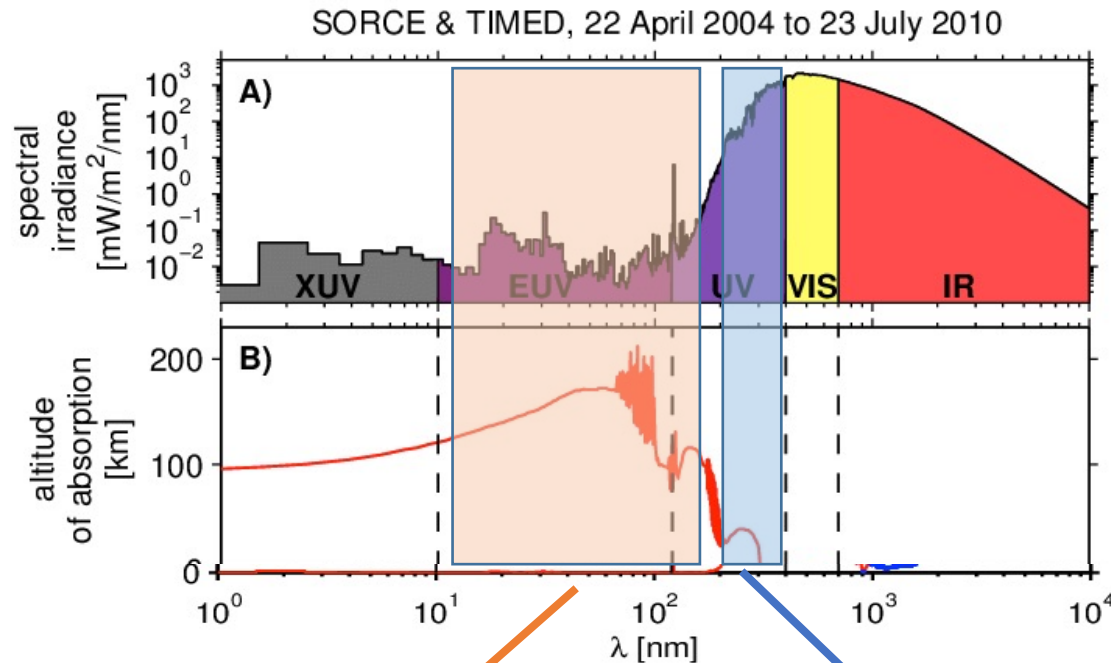 SORCE & TIMED, 22 April 2004 to 23 July 2010
A)
spectral
irradiance
[mW/m²/nm]
10³
10²
10¹
10⁰
10⁻¹
10⁻²
XUV EUV UV VIS IR
B)
altitude
of absorption
[km]
200
100
0
10⁰ 10¹ 10² 10³ 10⁴
λ [nm]